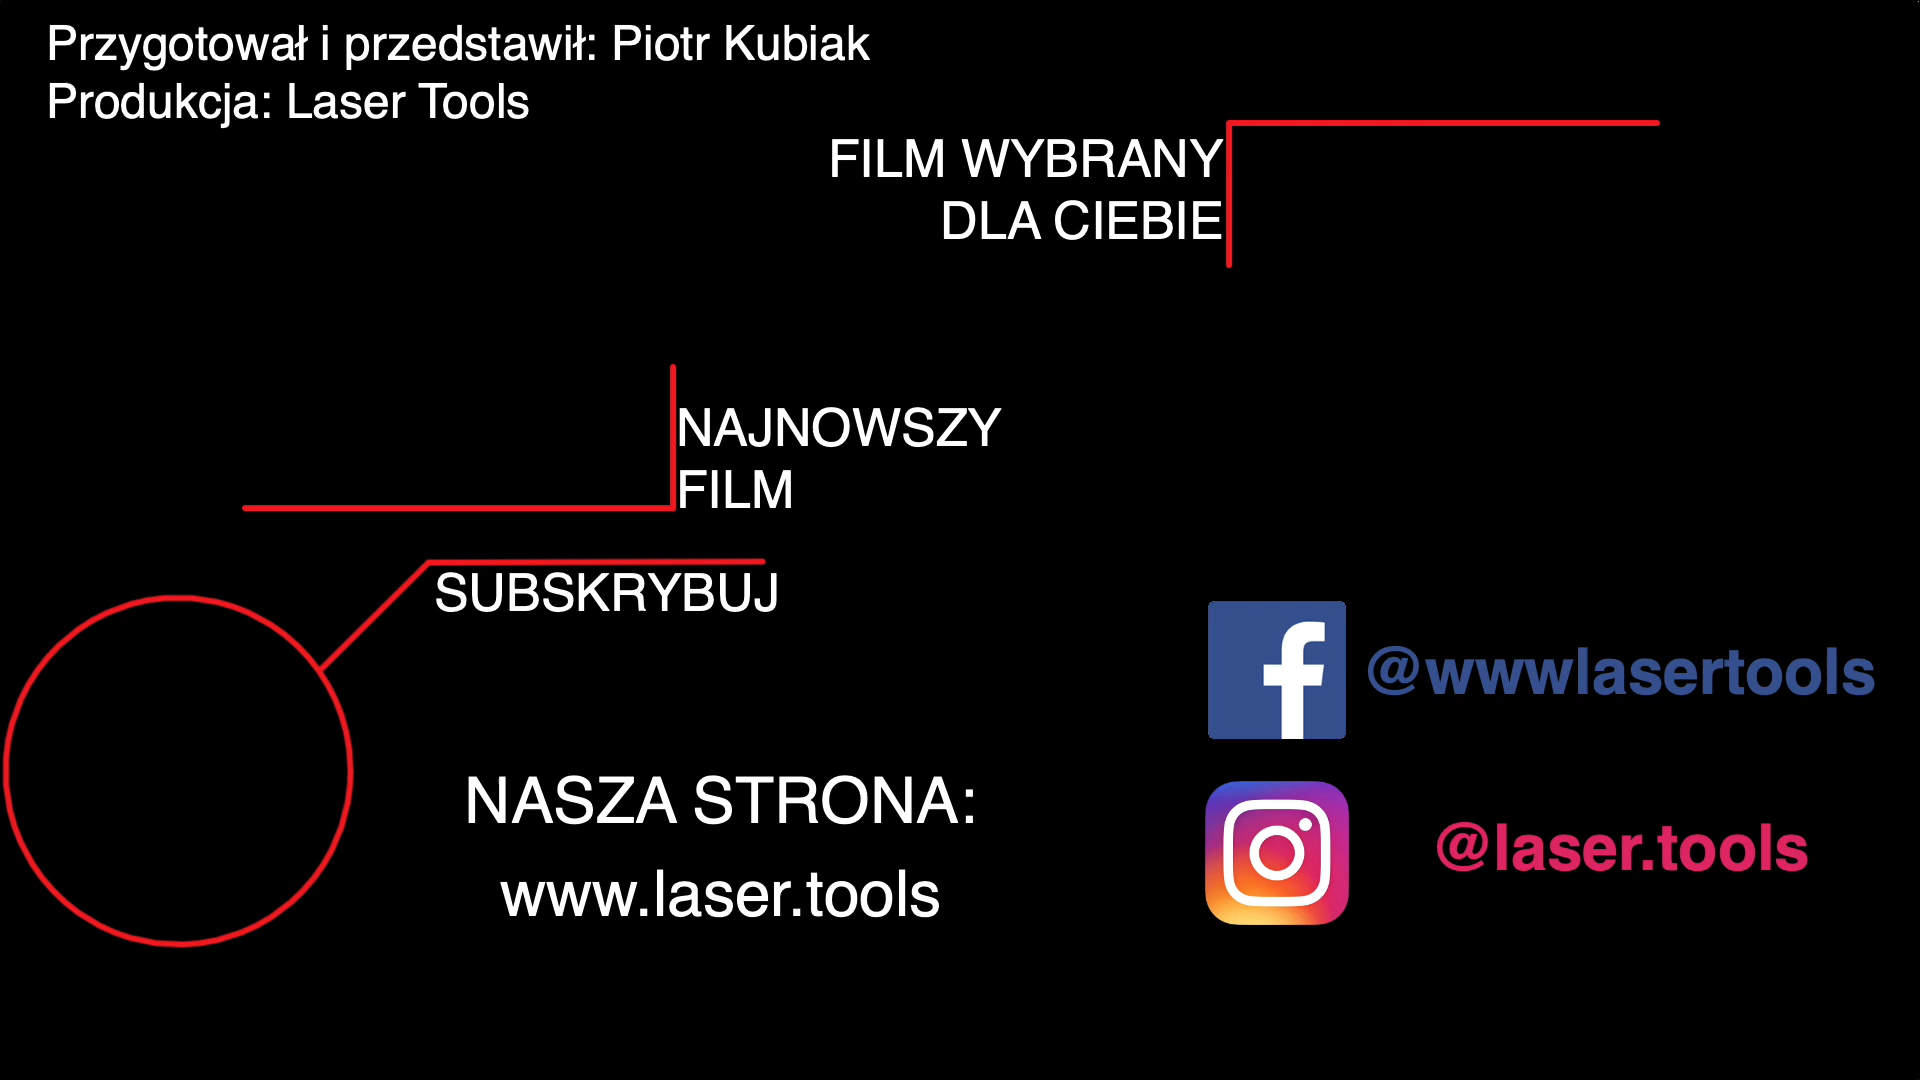 Przygotował i przedstawił: Piotr Kubiak
Produkcja: Laser Tools
FILM WYBRANY
DLA CIEBIE
NAJNOWSZY
FILM
SUBSKRYBUJ
@wwwlasertools
NASZA STRONA:
www.laser.tools
@laser.tools